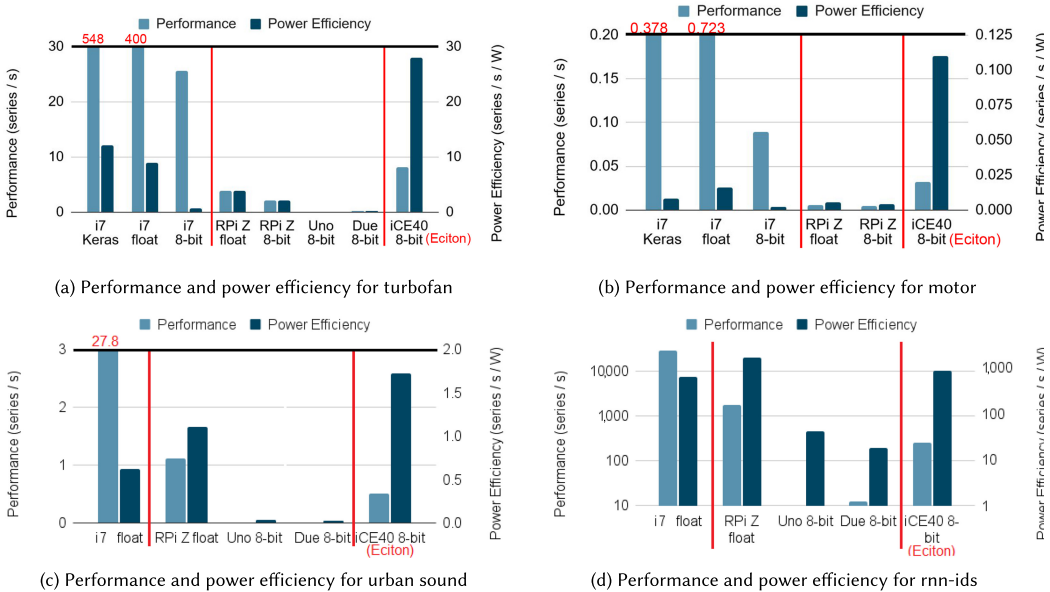 Performance Power Efficiency
548 400
30 30
20 20
10 10
0 0
Performance (series / s)
Power Efficiency (series / s / W)
i7 Keras
i7 float
i7 8-bit
RPi Z float
RPi Z 8-bit
Uno 8-bit
Due 8-bit
iCE40 8-bit (Eciton)
(a) Performance and power efficiency for turbofan
Performance Power Efficiency
0.378 0.723
0.20 0.125
0.15 0.100
0.10 0.075
0.05 0.050
0.00 0.025
0.000
Performance (series / s)
Power Efficiency (series / s / W)
i7 Keras
i7 float
i7 8-bit
RPi Z float
RPi Z 8-bit
iCE40 8-bit (Eciton)
(b) Performance and power efficiency for motor
Performance Power Efficiency
27.8
3 2.0
2 1.5
1 1.0
0 0.5
0.0
Performance (series / s)
Power Efficiency (series / s / W)
i7 float
RPi Z float
Uno 8-bit
Due 8-bit
iCE40 8-bit
(Eciton)
(c) Performance and power efficiency for urban sound
Performance Power Efficiency
10,000 1,000
1,000 100
100 10
10 1
Performance (series / s)
Power Efficiency (series / s / W)
i7 float
RPi Z float
Uno 8-bit
Due 8-bit
iCE40 8-
bit
(Eciton)
(d) Performance and power efficiency for rnn-ids